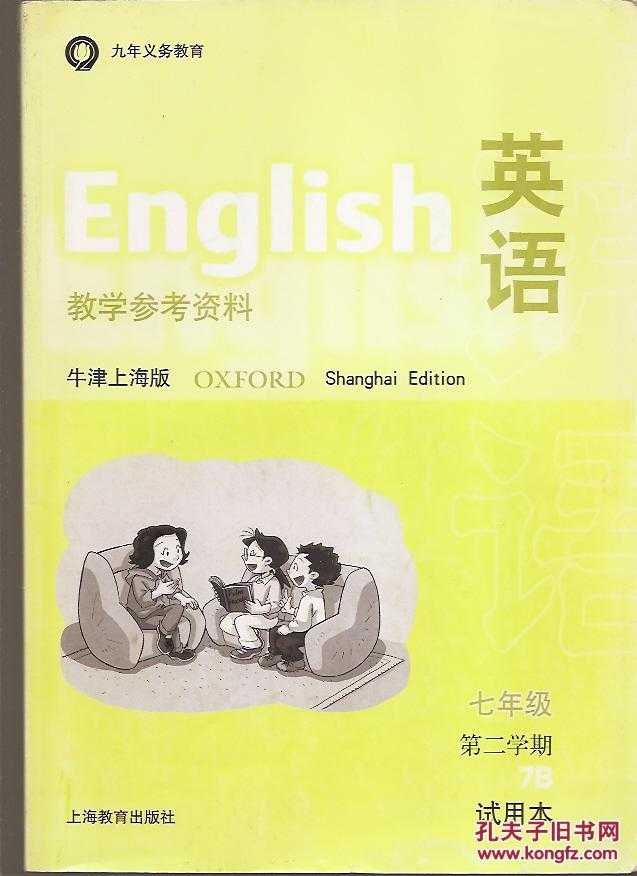 九年义务教育
English
英语
教学参考资料
牛津上海版 OXFORD Shanghai Edition
七年级
第二学期
7B
试用本
上海教育出版社
孔夫子旧书网
www.kongfz.com